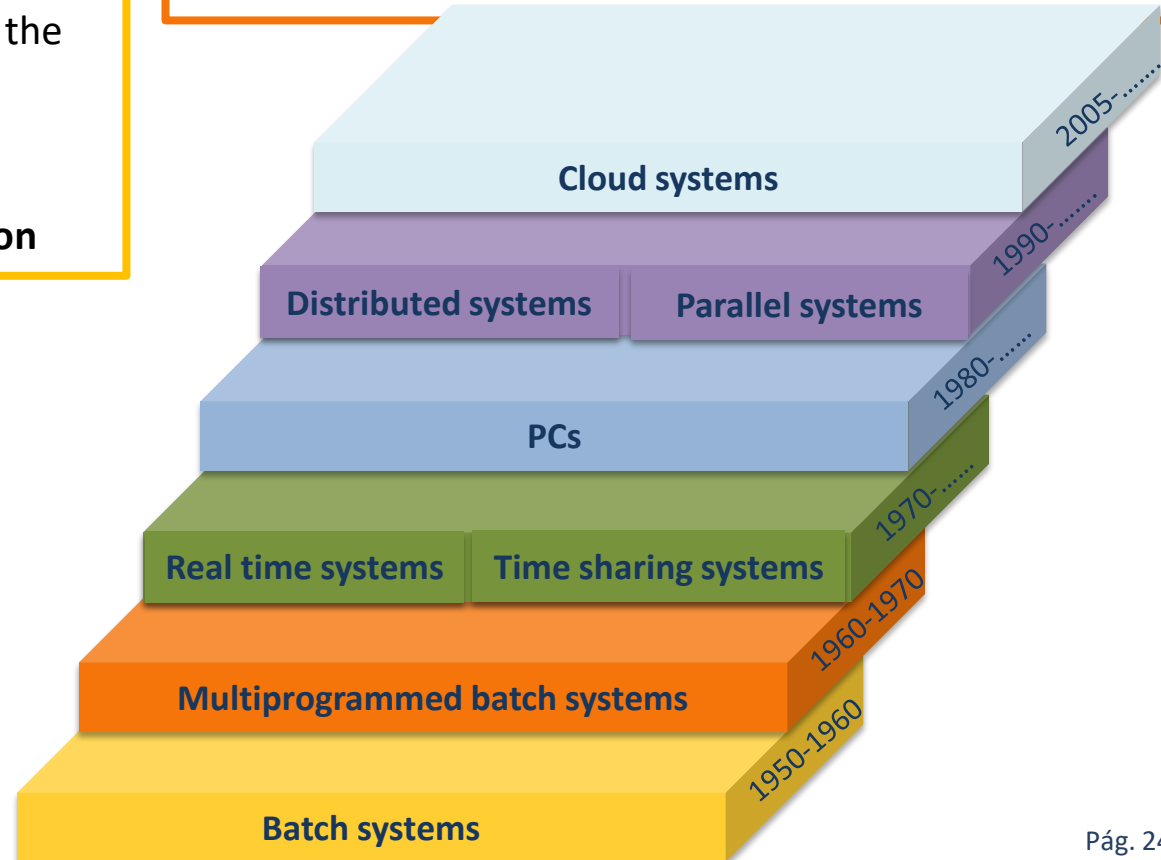 the
on
2005-.......
Cloud systems
1990-.......
Distributed systems Parallel systems
1980-......
PCs
1970-......
Real time systems Time sharing systems
1960-1970
Multiprogrammed batch systems
1950-1960
Batch systems
Pág. 24